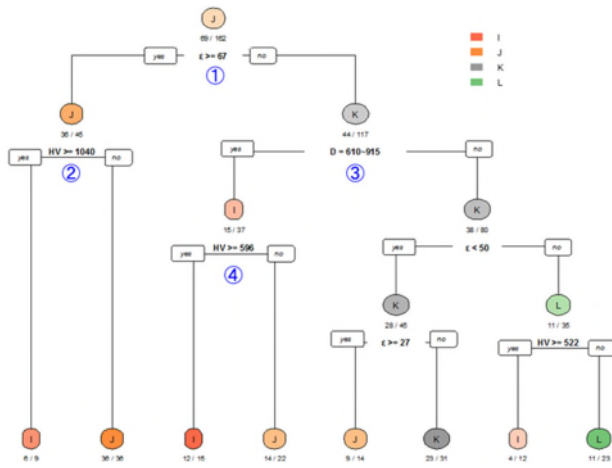 J
69 / 162
yes ε >= 67 no
①
I
J
K
L
J
36 / 45
yes HV >= 1040 no
②
K
44 / 117
yes D = 610~915 no
③
I
15 / 37
yes HV >= 596 no
④
K
38 / 80
yes ε < 50 no
K
28 / 45
yes ε >= 27 no
L
11 / 35
yes HV >= 522 no
I J I J J K I L
6 / 9 36 / 36 12 / 15 14 / 22 9 / 14 23 / 31 4 / 12 11 / 23